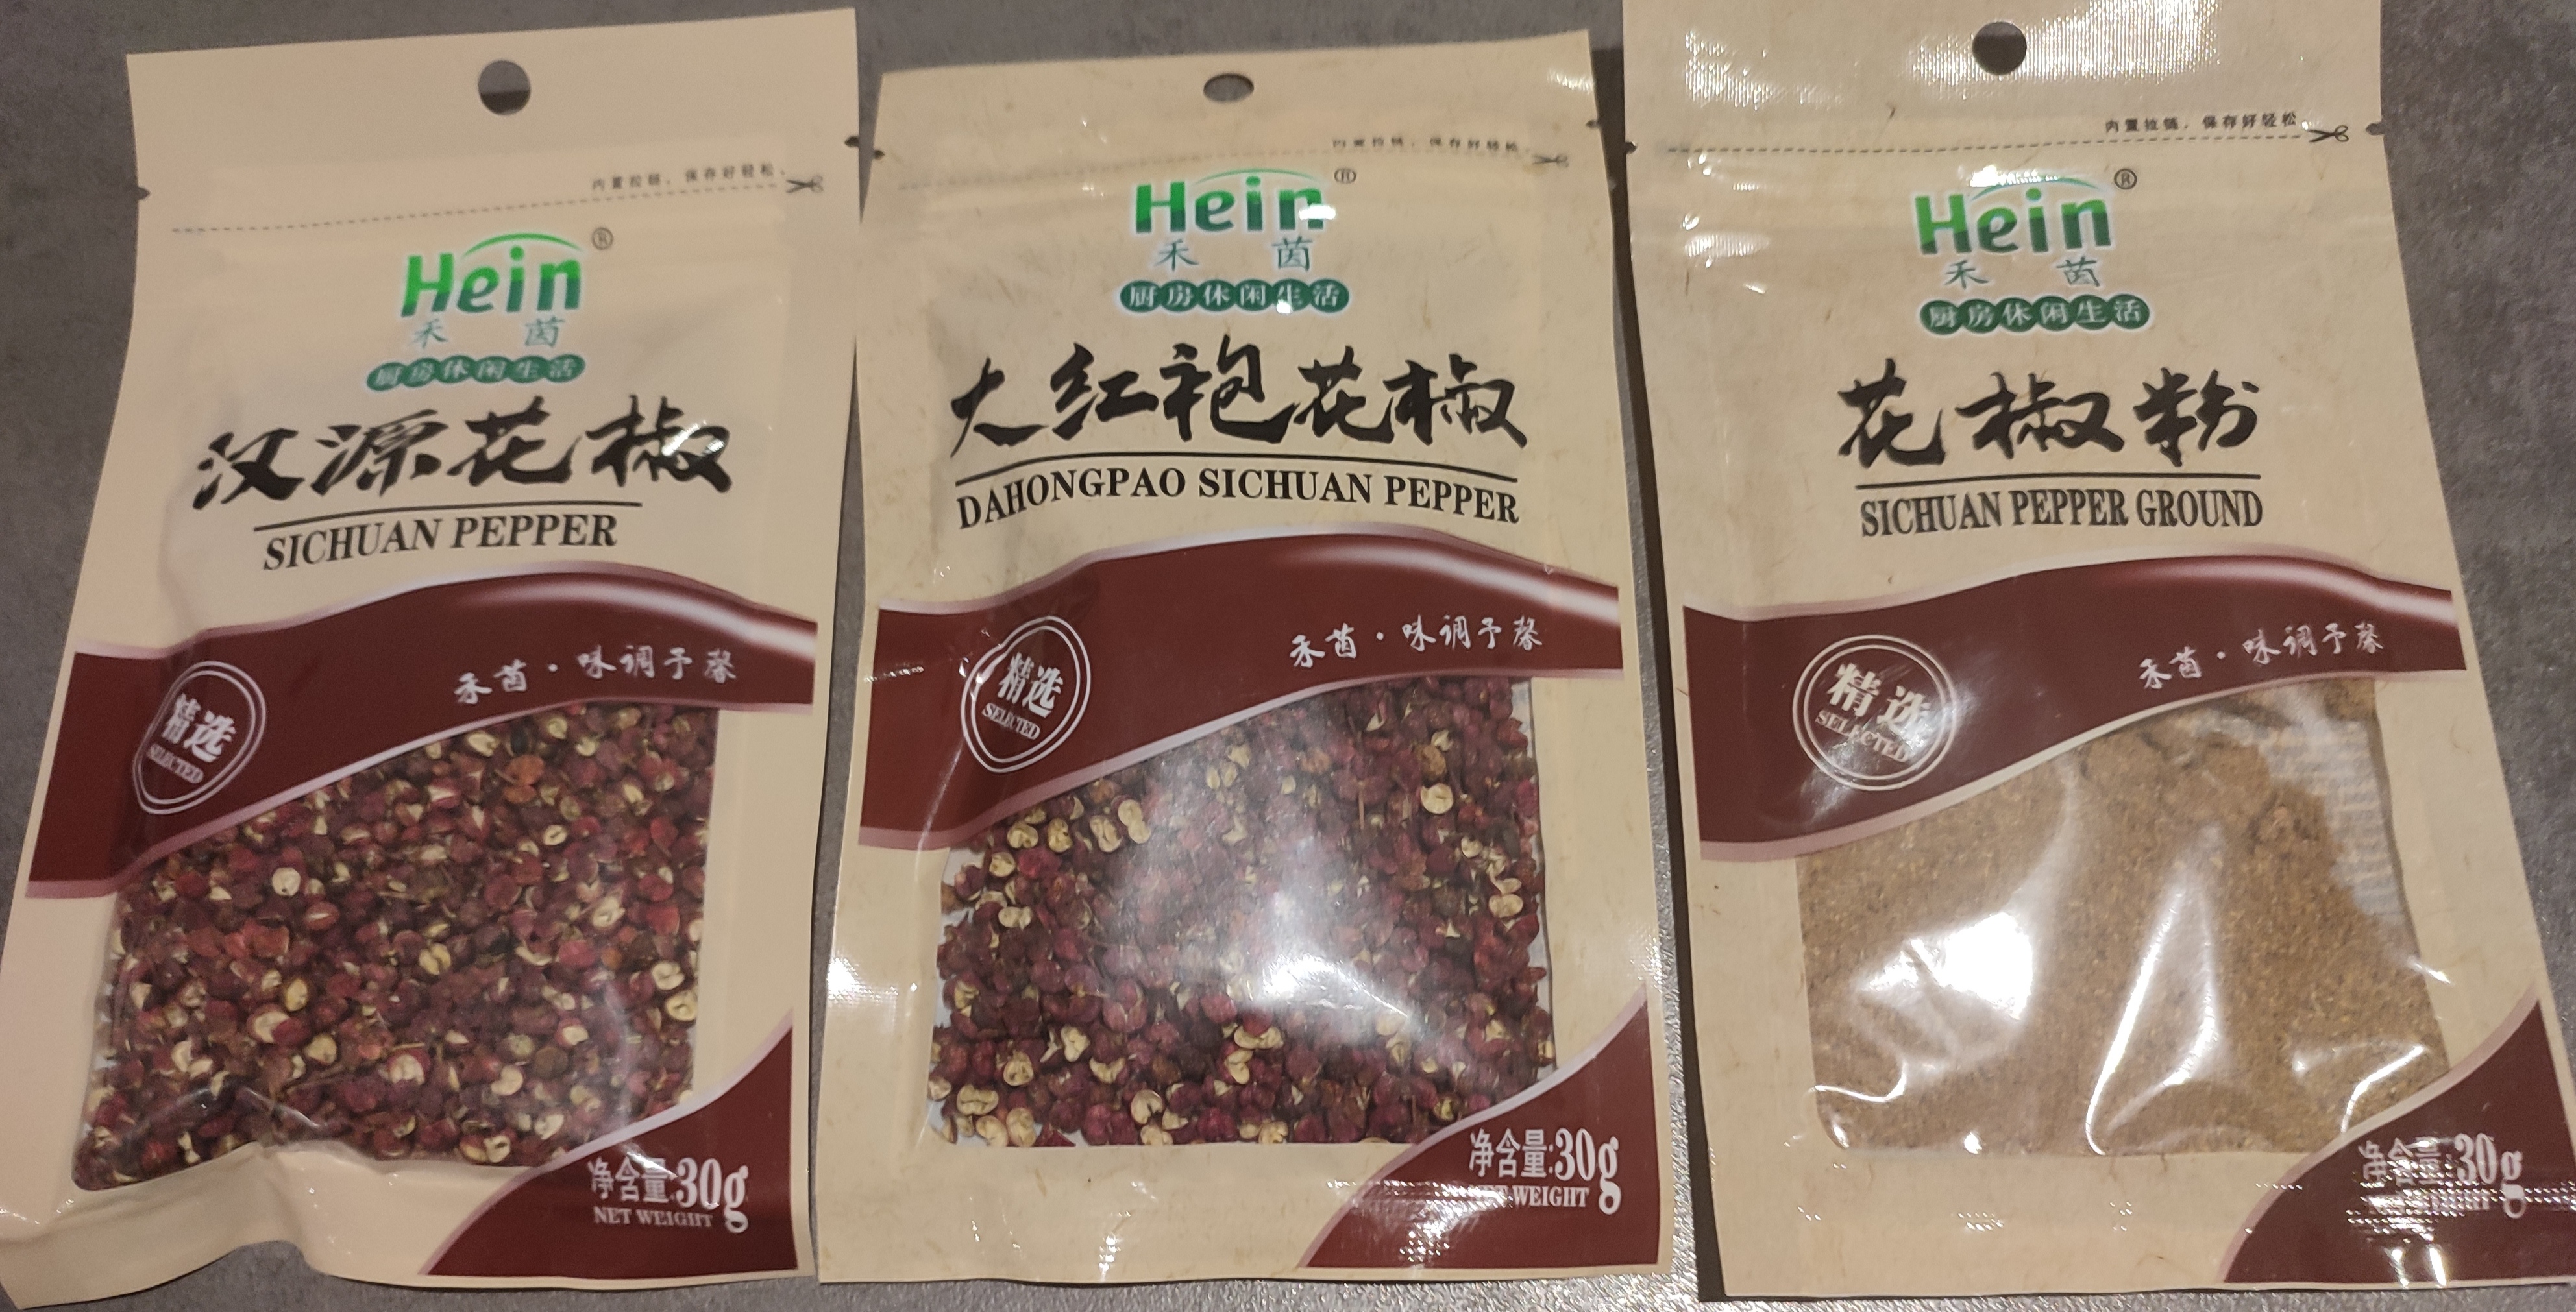 内置拉链，保存好轻松
Hein®
禾茵
厨房休闲生活
汉源花椒
SICHUAN PEPPER
禾茵·味调予馨
精选
SELECTED
净含量:30g
NET WEIGHT
内置拉链，保存好轻松
Hein®
禾茵
厨房休闲生活
大红袍花椒
DAHONGPAO SICHUAN PEPPER
禾茵·味调予馨
精选
SELECTED
净含量:30g
NET WEIGHT
内置拉链，保存好轻松
Hein®
禾茵
厨房休闲生活
花椒粉
SICHUAN PEPPER GROUND
禾茵·味调予馨
精选
SELECTED
净含量:30g